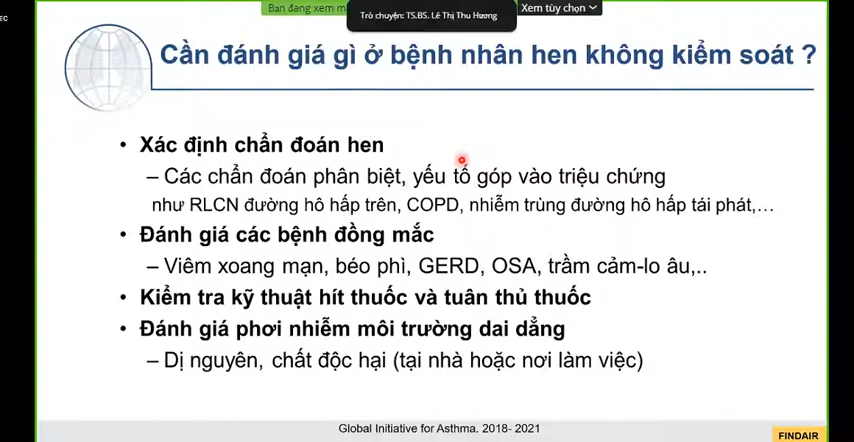 EC
Bạn đang xem m
Trò chuyện: TS.BS. Lê Thị Thu Hương
Xem tùy chọn
Cần đánh giá gì ở bệnh nhân hen không kiểm soát ?
• Xác định chẩn đoán hen
– Các chẩn đoán phân biệt, yếu tố góp vào triệu chứng
như RLCN đường hô hấp trên, COPD, nhiễm trùng đường hô hấp tái phát,…
• Đánh giá các bệnh đồng mắc
– Viêm xoang mạn, béo phì, GERD, OSA, trầm cảm-lo âu,..
• Kiểm tra kỹ thuật hít thuốc và tuân thủ thuốc
• Đánh giá phơi nhiễm môi trường dai dẳng
– Dị nguyên, chất độc hại (tại nhà hoặc nơi làm việc)
Global Initiative for Asthma. 2018- 2021
FINDAIR